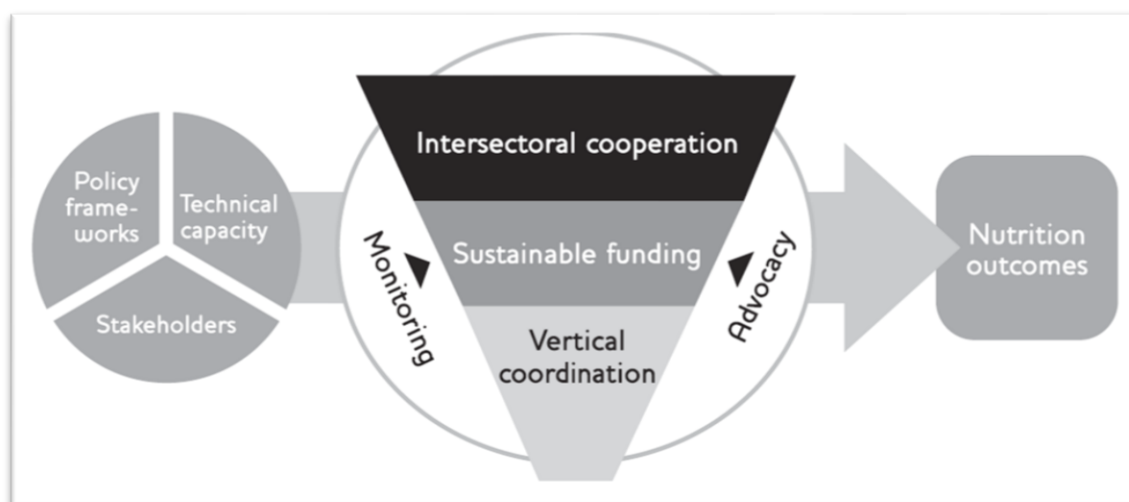 Policy
frame-
works
Technical
capacity
Stakeholders
Intersectoral cooperation
Sustainable funding
Vertical
coordination
Monitoring
Advocacy
Nutrition
outcomes